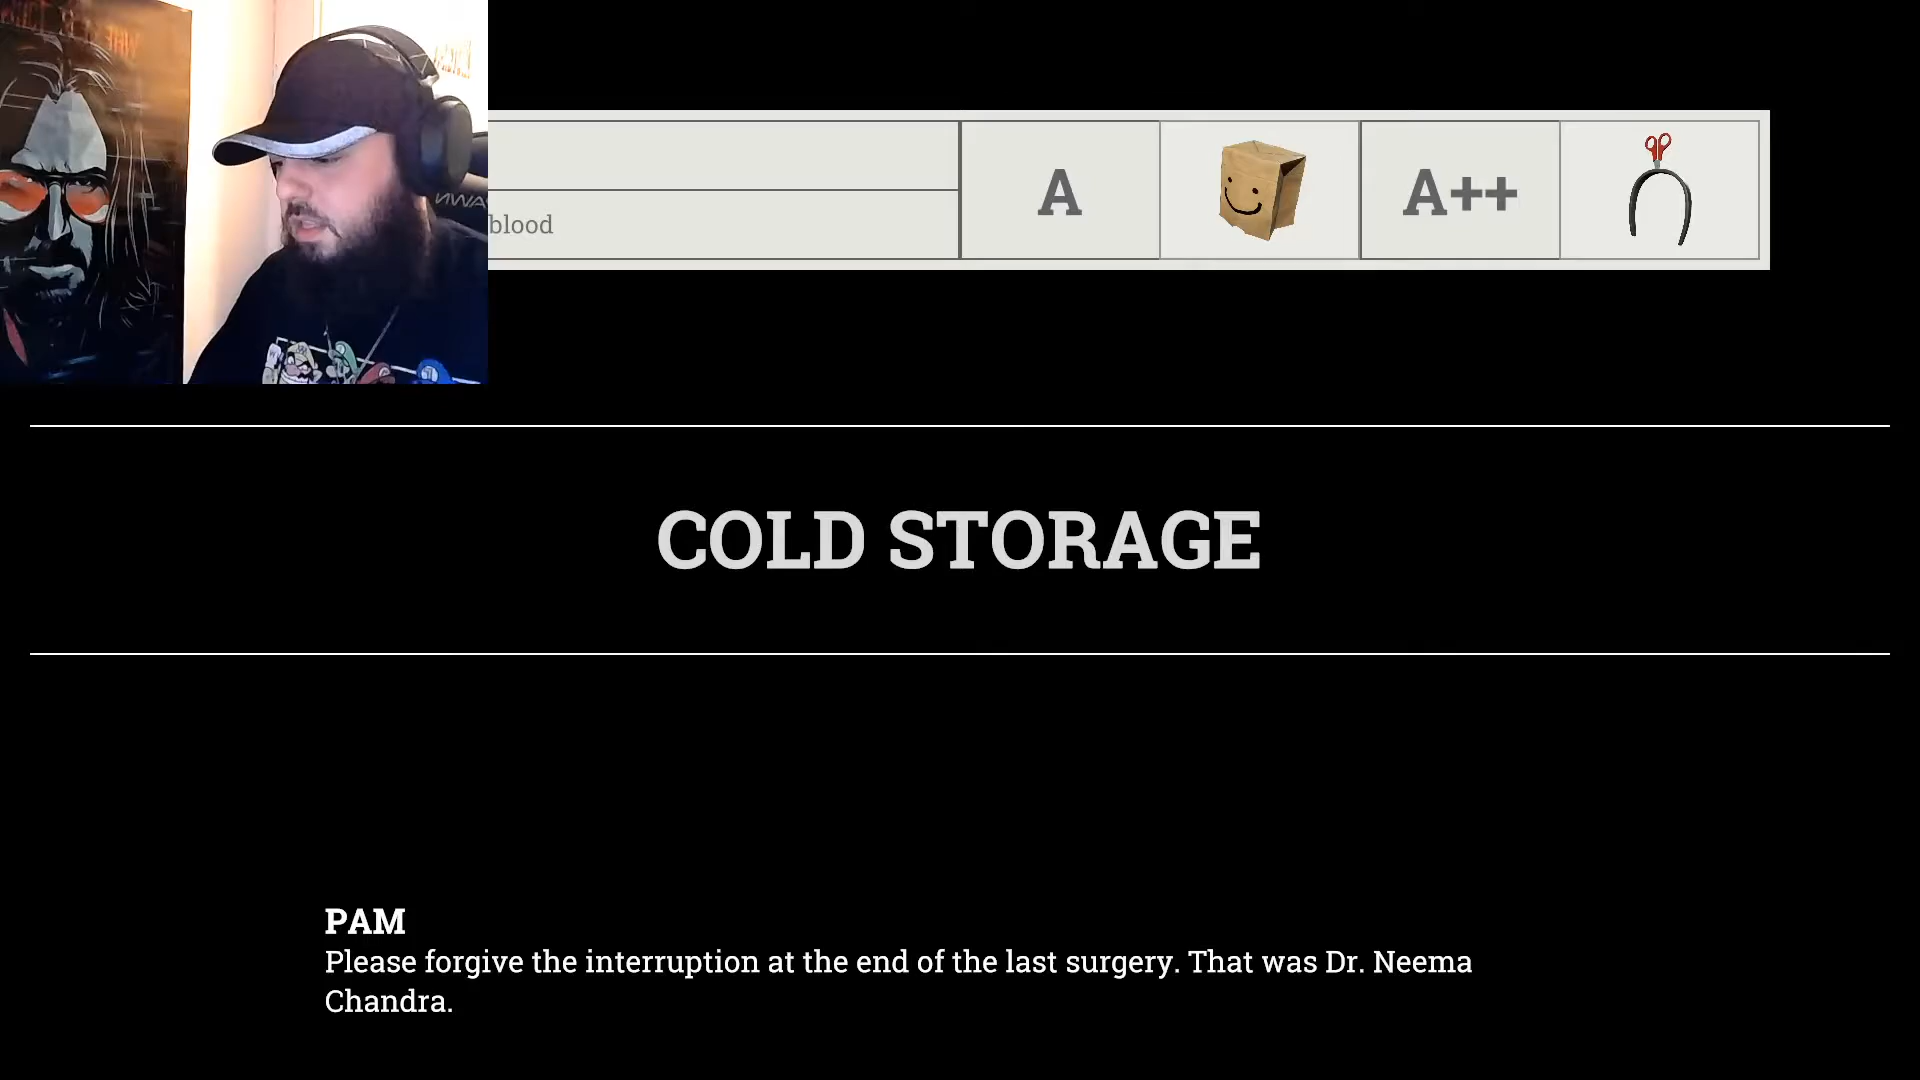 blood
A
A++
COLD STORAGE
PAM
Please forgive the interruption at the end of the last surgery. That was Dr. Neema
Chandra.